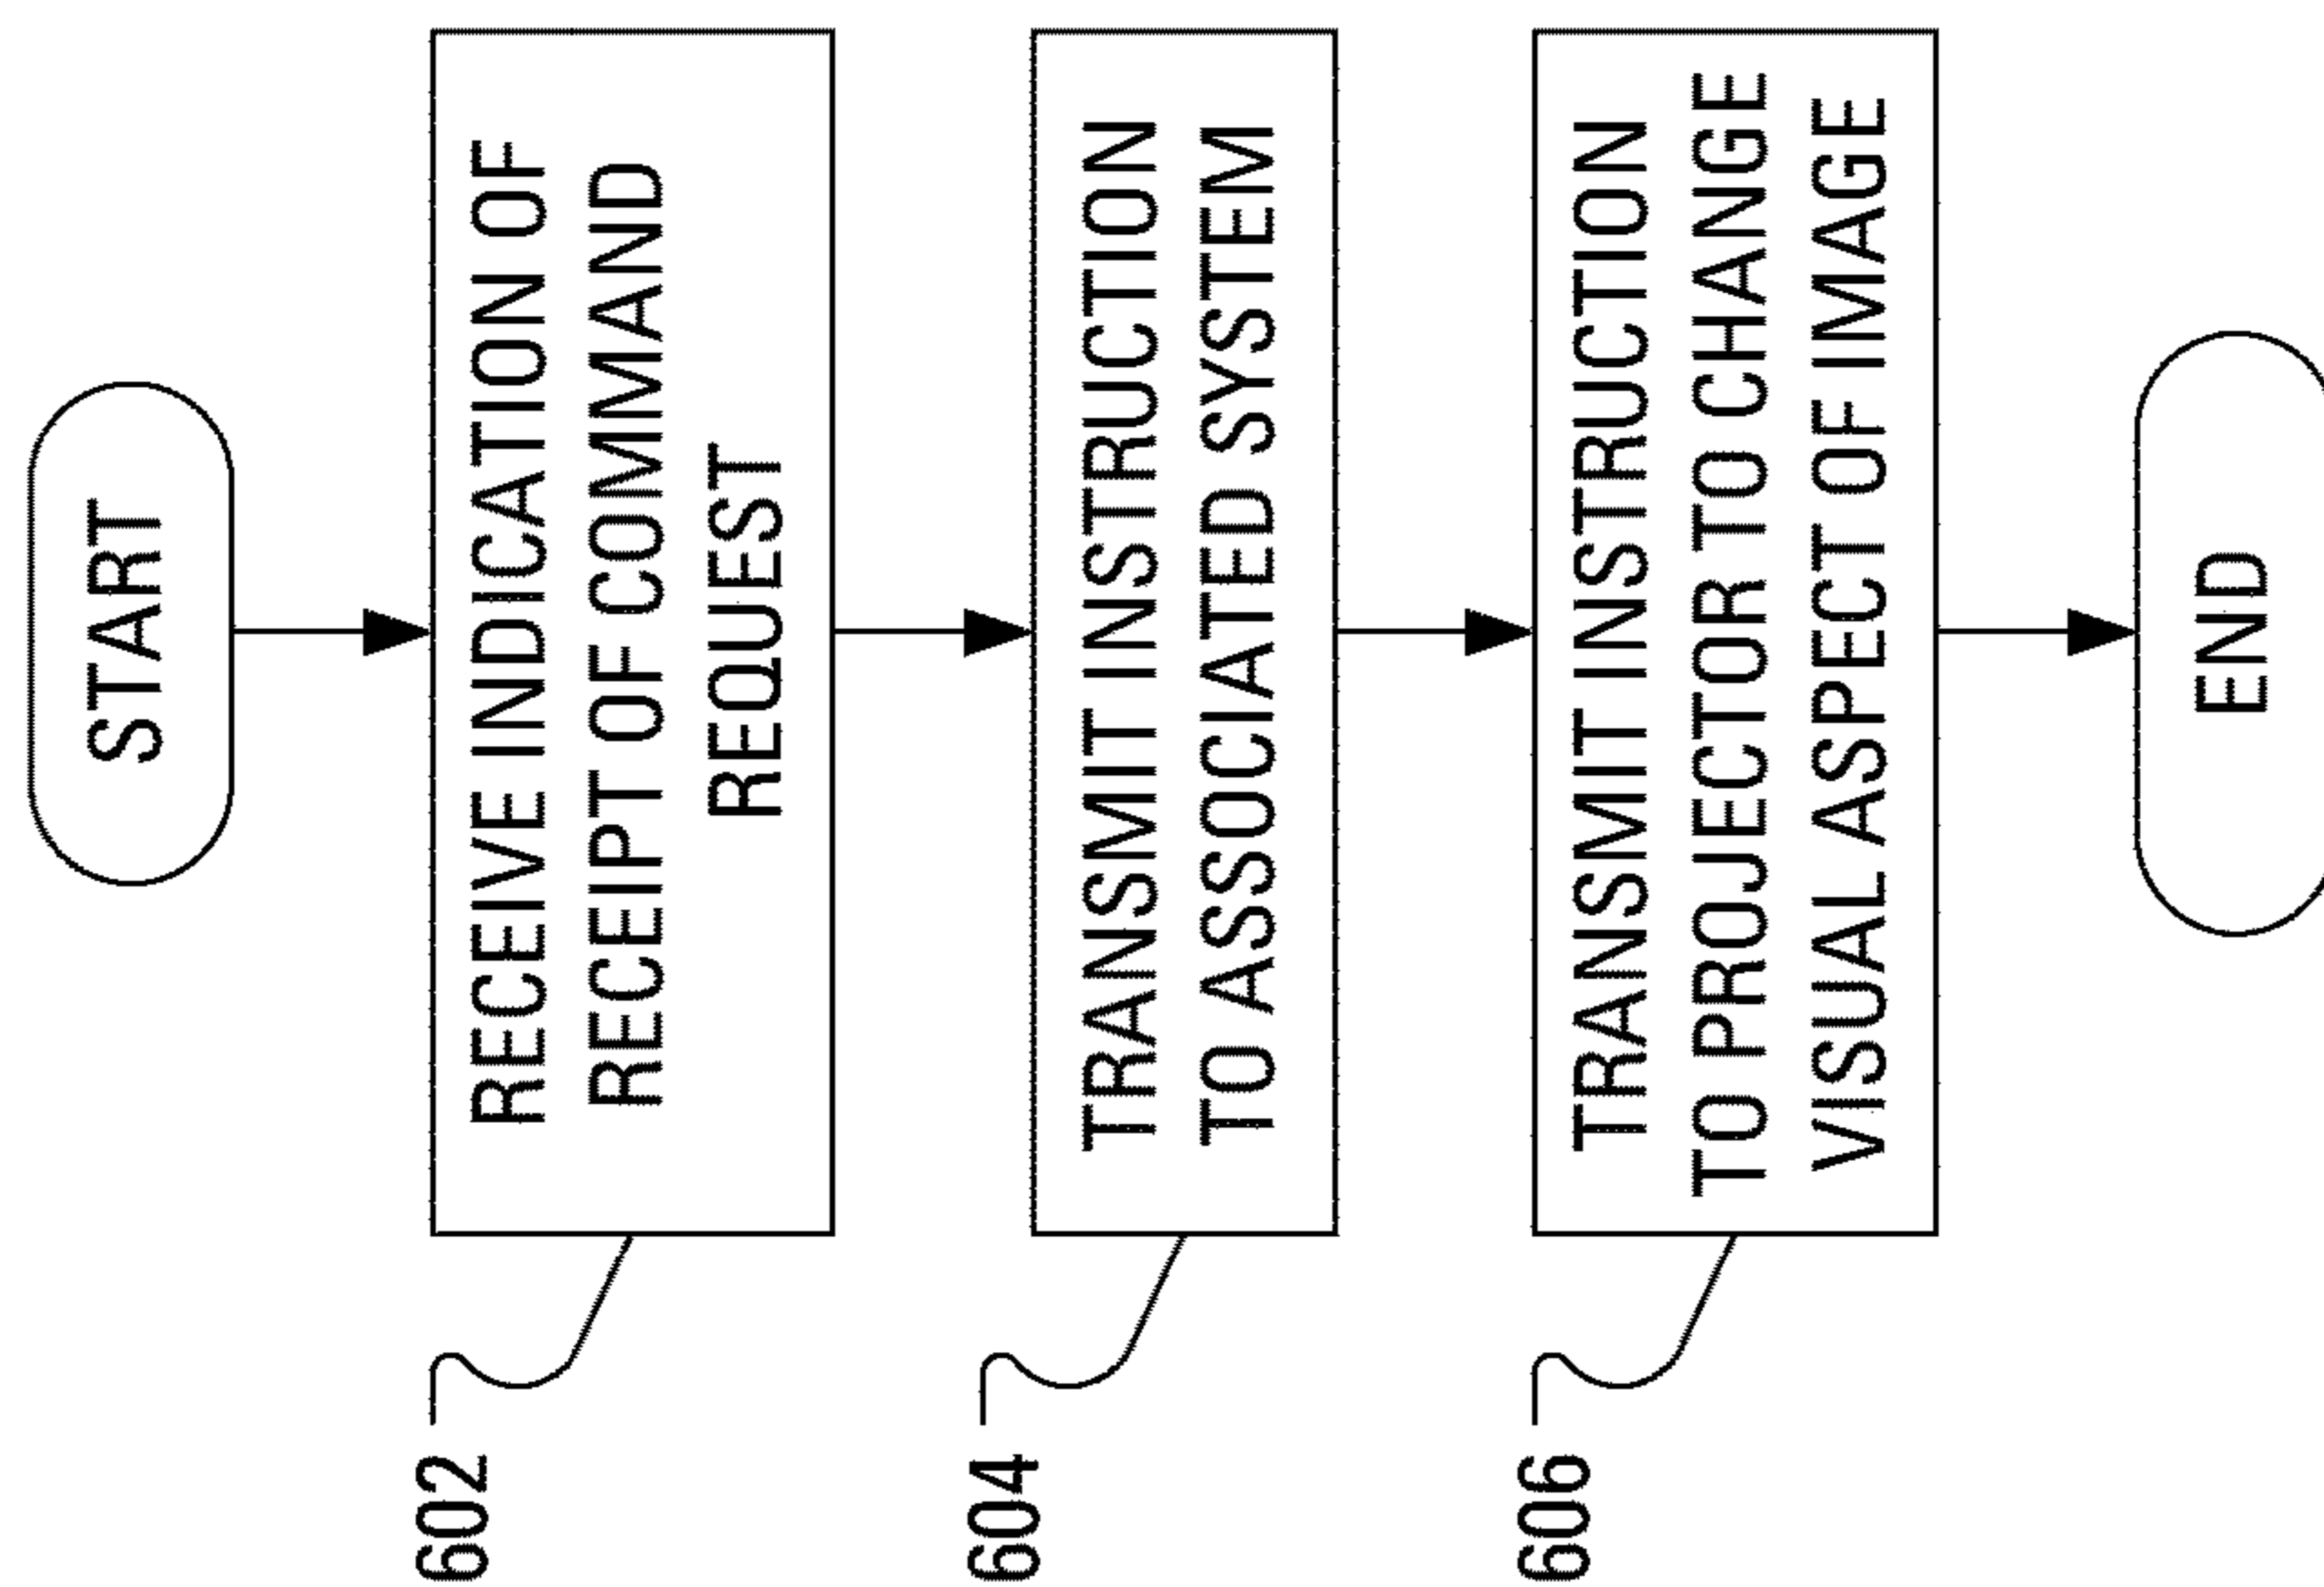 START
602
RECEIVE INDICATION OF
RECEIPT OF COMMAND
REQUEST
604
TRANSMIT INSTRUCTION
TO ASSOCIATED SYSTEM
606
TRANSMIT INSTRUCTION
TO PROJECTOR TO CHANGE
VISUAL ASPECT OF IMAGE
END